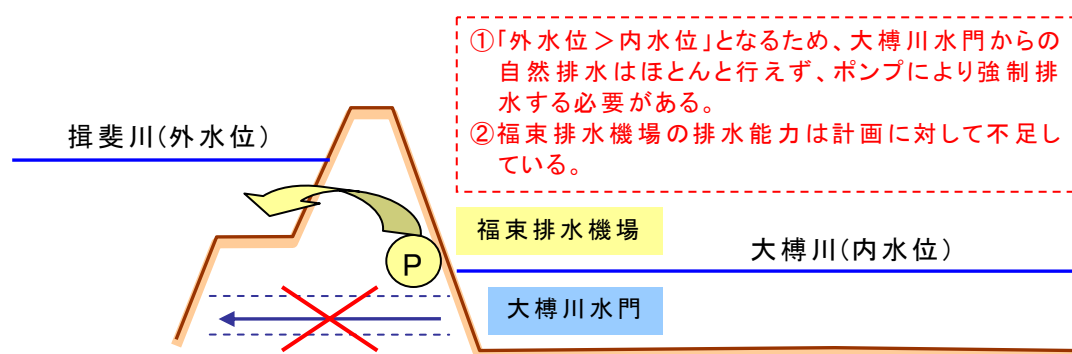 ①「外水位＞内水位」となるため、大榑川水門からの
自然排水はほとんど行えず、ポンプにより強制排
水する必要がある。
②福束排水機場の排水能力は計画に対して不足し
ている。
揖斐川(外水位)
福束排水機場
大榑川(内水位)
P
大榑川水門